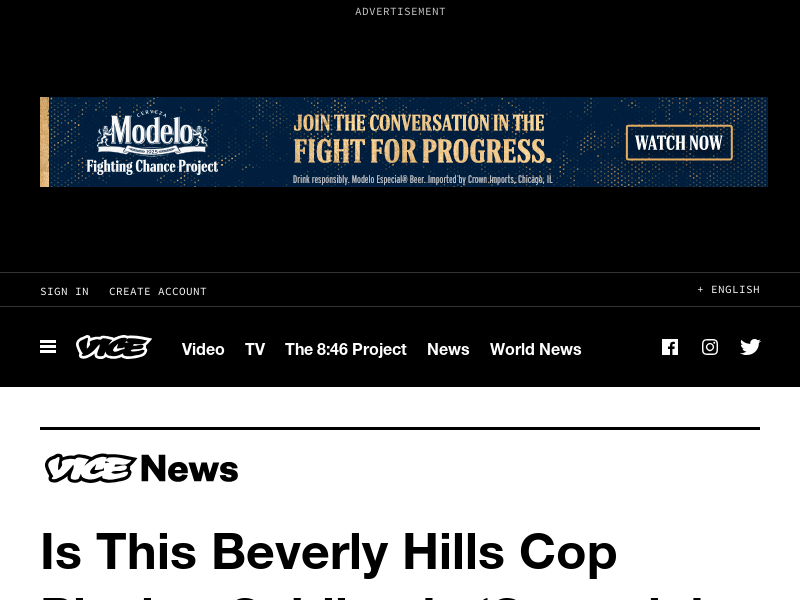 ADVERTISEMENT
CERVEZA
Modelo
1925
Fighting Chance Project
JOIN THE CONVERSATION IN THE
FIGHT FOR PROGRESS.
Drink responsibly. Modelo Especial® Beer. Imported by Crown Imports, Chicago, IL
WATCH NOW
SIGN IN CREATE ACCOUNT + ENGLISH
VICE Video TV The 8:46 Project News World News
VICE News
Is This Beverly Hills Cop